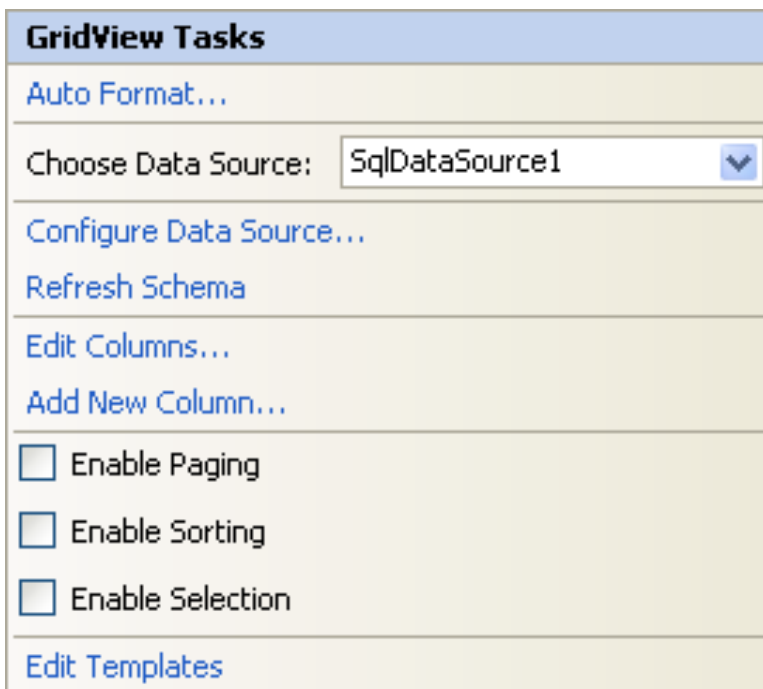 GridView Tasks
Auto Format...
Choose Data Source: SqlDataSource1
Configure Data Source...
Refresh Schema
Edit Columns...
Add New Column...
Enable Paging
Enable Sorting
Enable Selection
Edit Templates